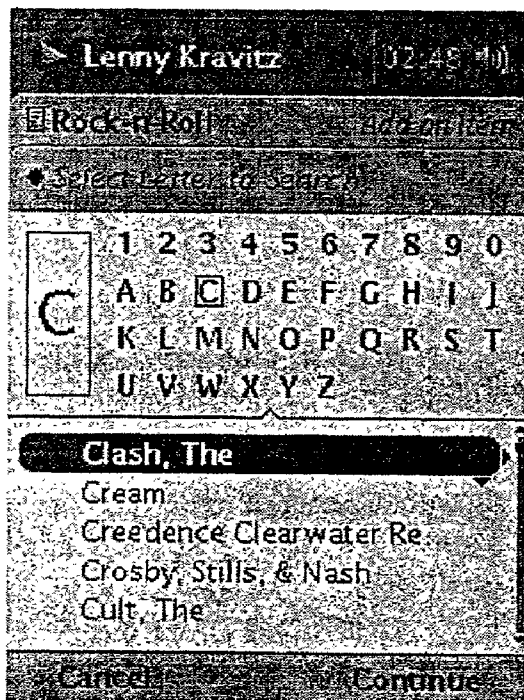 Lenny Kravitz 02:48
Rock-n-Roll Add an Item
Select Letter to Search
1 2 3 4 5 6 7 8 9 0
C
A B C D E F G H I J
K L M N O P Q R S T
U V W X Y Z
Clash, The
Cream
Creedence Clearwater Re...
Crosby, Stills, & Nash
Cult, The
Cancel Continue